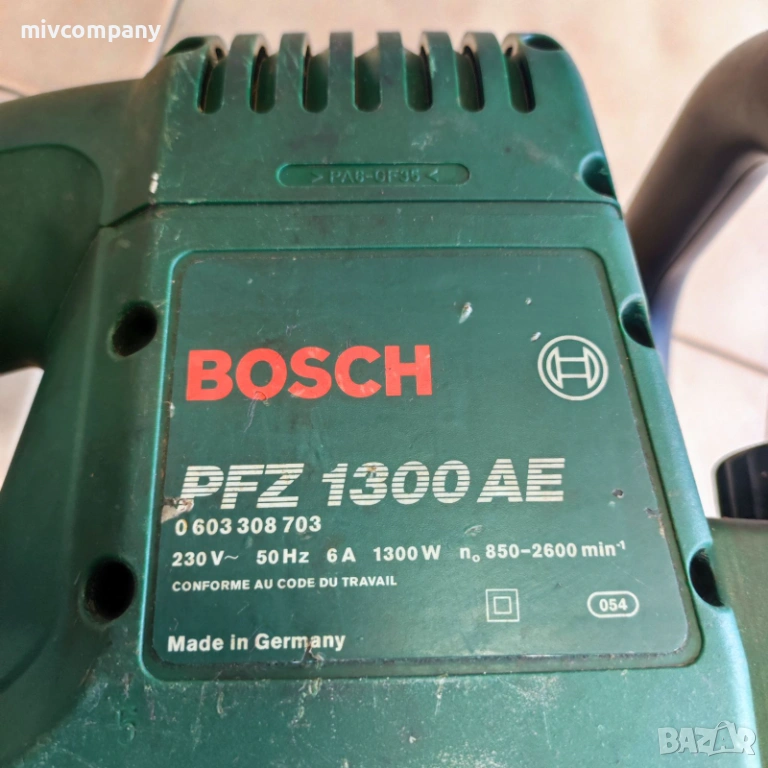 mivcompany
>PA6-GF35<
BOSCH
PFZ 1300 AE
0 603 308 703
230 V~ 50 Hz 6 A 1300 W n₀ 850-2600 min⁻¹
CONFORME AU CODE DU TRAVAIL
054
Made in Germany
BAZAR